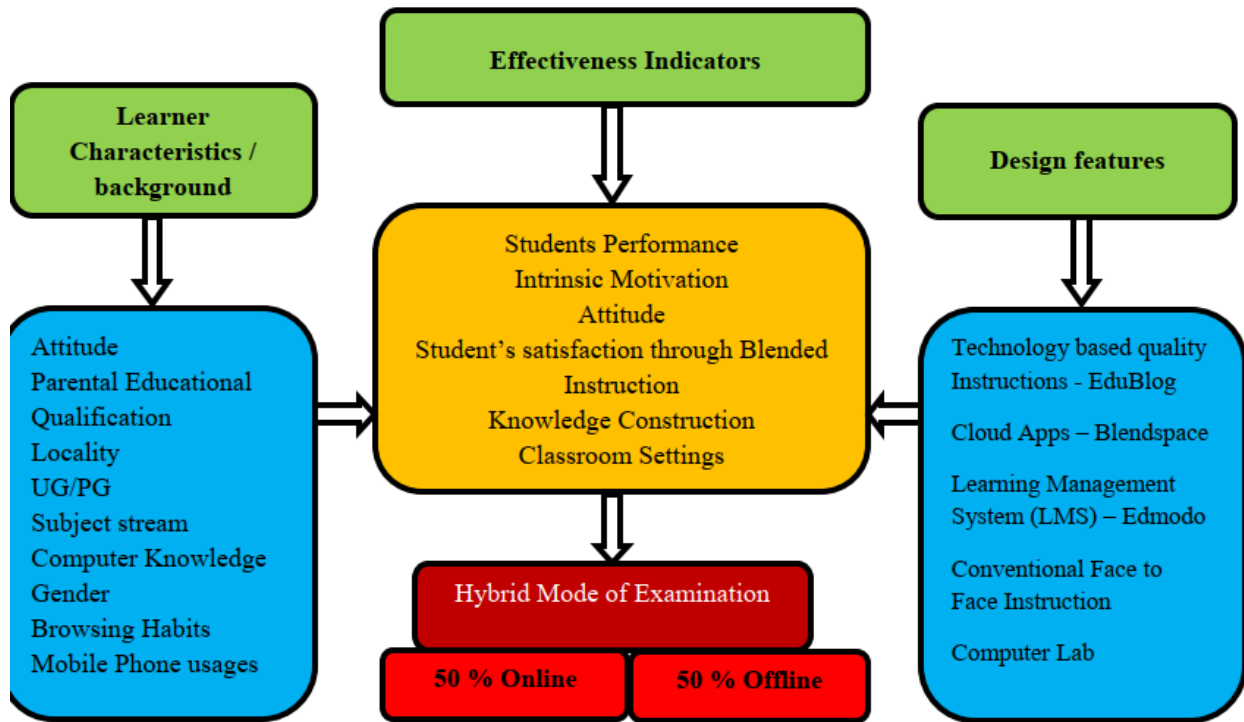 Effectiveness Indicators
Learner
Characteristics /
background
Design features
Students Performance
Intrinsic Motivation
Attitude
Student’s satisfaction through Blended
Instruction
Knowledge Construction
Classroom Settings
Attitude
Parental Educational
Qualification
Locality
UG/PG
Subject stream
Computer Knowledge
Gender
Browsing Habits
Mobile Phone usages
Technology based quality
Instructions - EduBlog
Cloud Apps – Blendspace
Learning Management
System (LMS) – Edmodo
Conventional Face to
Face Instruction
Computer Lab
Hybrid Mode of Examination
50 % Online
50 % Offline